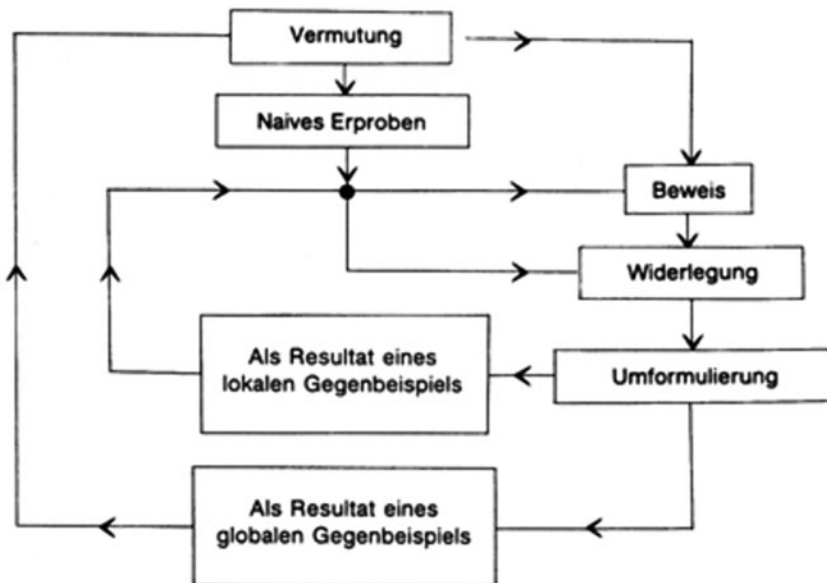 Vermutung
Naives Erproben
Beweis
Widerlegung
Als Resultat eines
lokalen Gegenbeispiels
Umformulierung
Als Resultat eines
globalen Gegenbeispiels